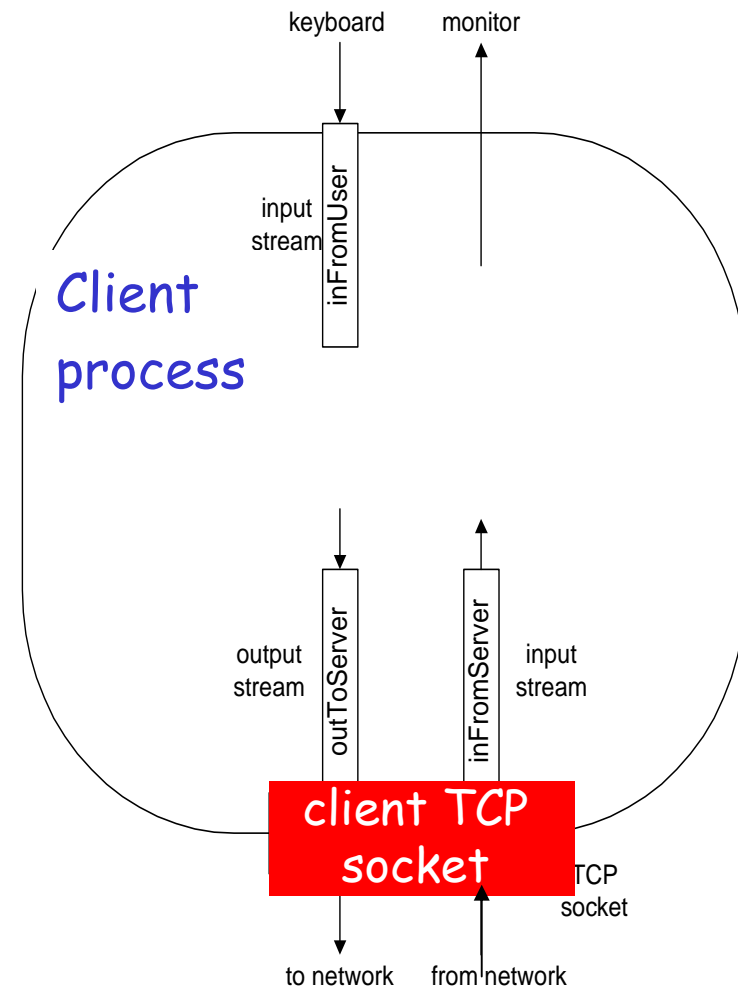 keyboard
monitor
inFromUser
input
stream
Client
process
outToServer
output
stream
inFromServer
input
stream
client TCP
socket
TCP
socket
to network
from network